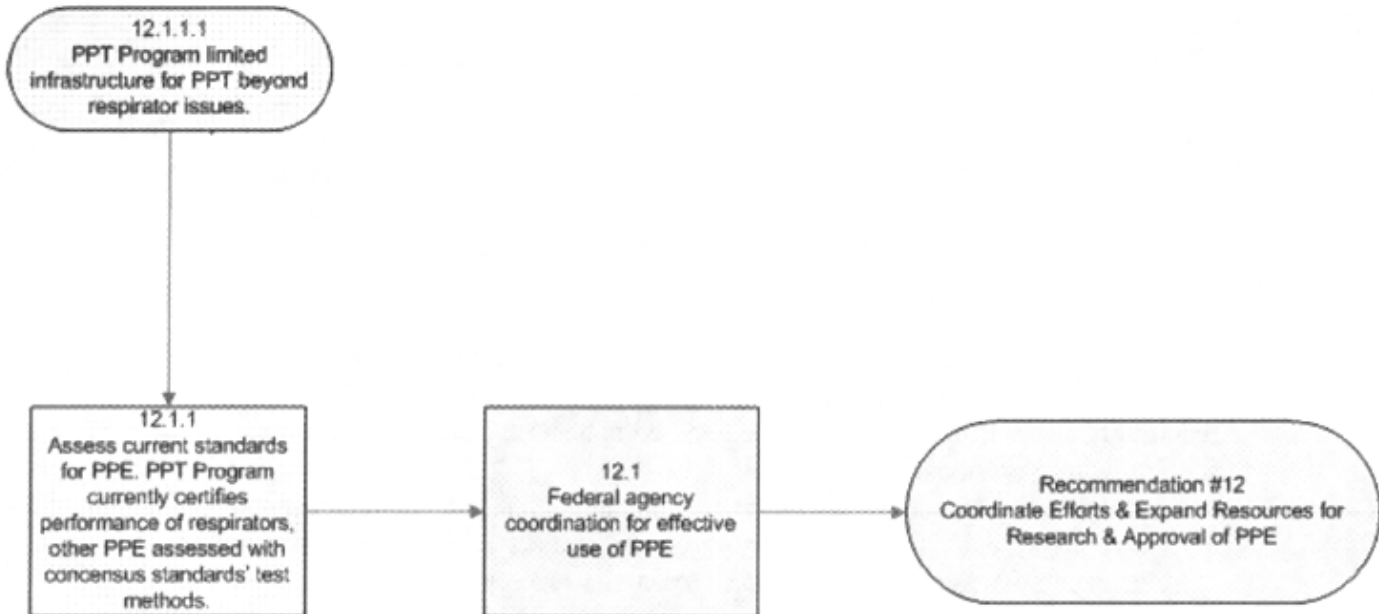 12.1.1.1
PPT Program limited
infrastructure for PPT beyond
respirator issues.
12.1.1
Assess current standards
for PPE. PPT Program
currently certifies
performance of respirators,
other PPE assessed with
concensus standards' test
methods.
12.1
Federal agency
coordination for effective
use of PPE
Recommendation #12
Coordinate Efforts & Expand Resources for
Research & Approval of PPE